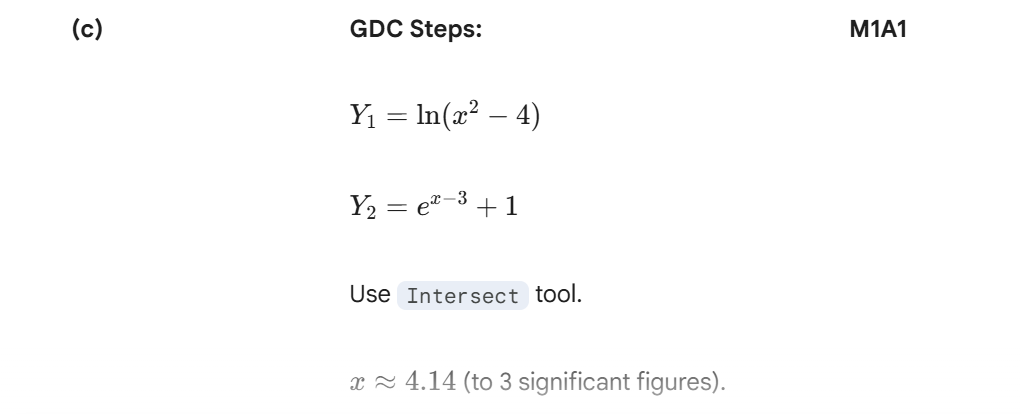 (c) GDC Steps: M1A1
Y₁ = ln(x² − 4)
Y₂ = eˣ⁻³ + 1
Use Intersect tool.
x ≈ 4.14 (to 3 significant figures).